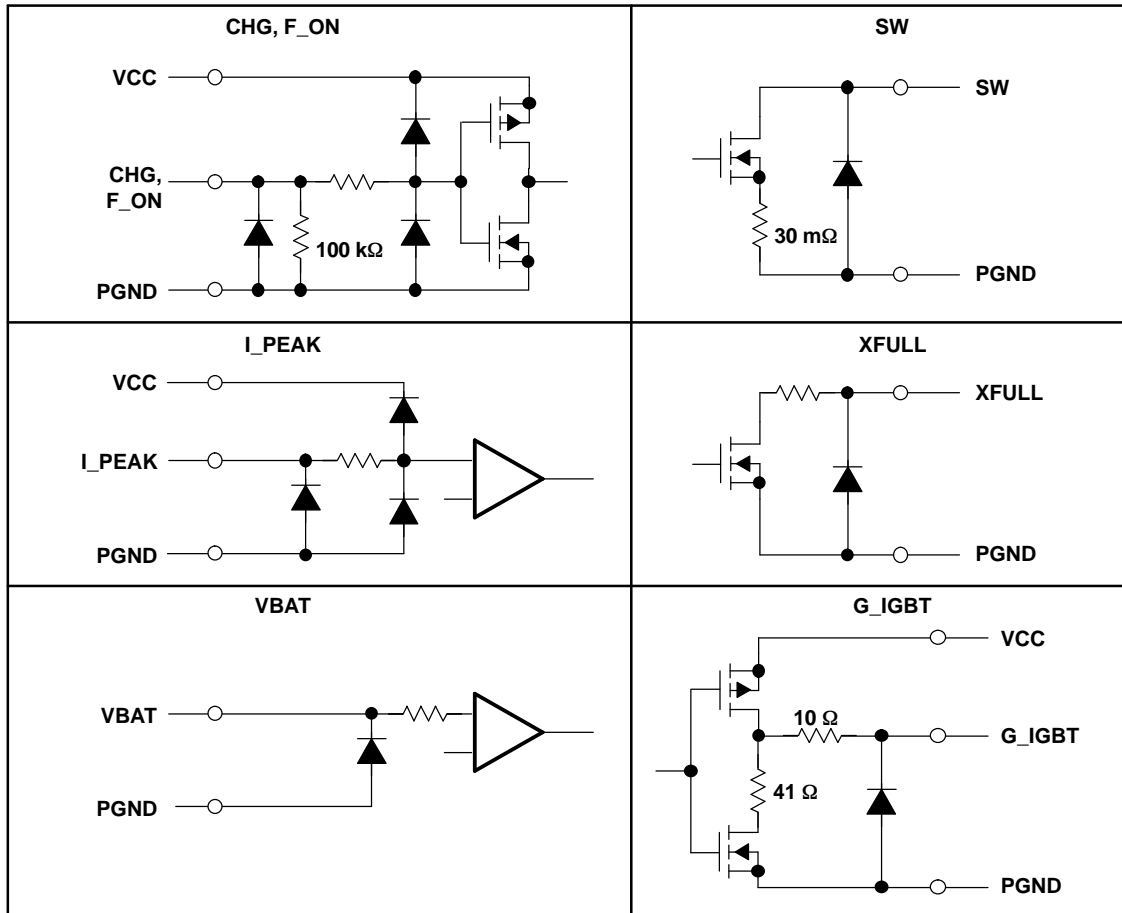 CHG, F_ON
VCC
CHG,
F_ON
100 kΩ
PGND
SW
SW
30 mΩ
PGND
I_PEAK
VCC
I_PEAK
PGND
XFULL
XFULL
PGND
VBAT
VBAT
PGND
G_IGBT
VCC
10 Ω
G_IGBT
41 Ω
PGND